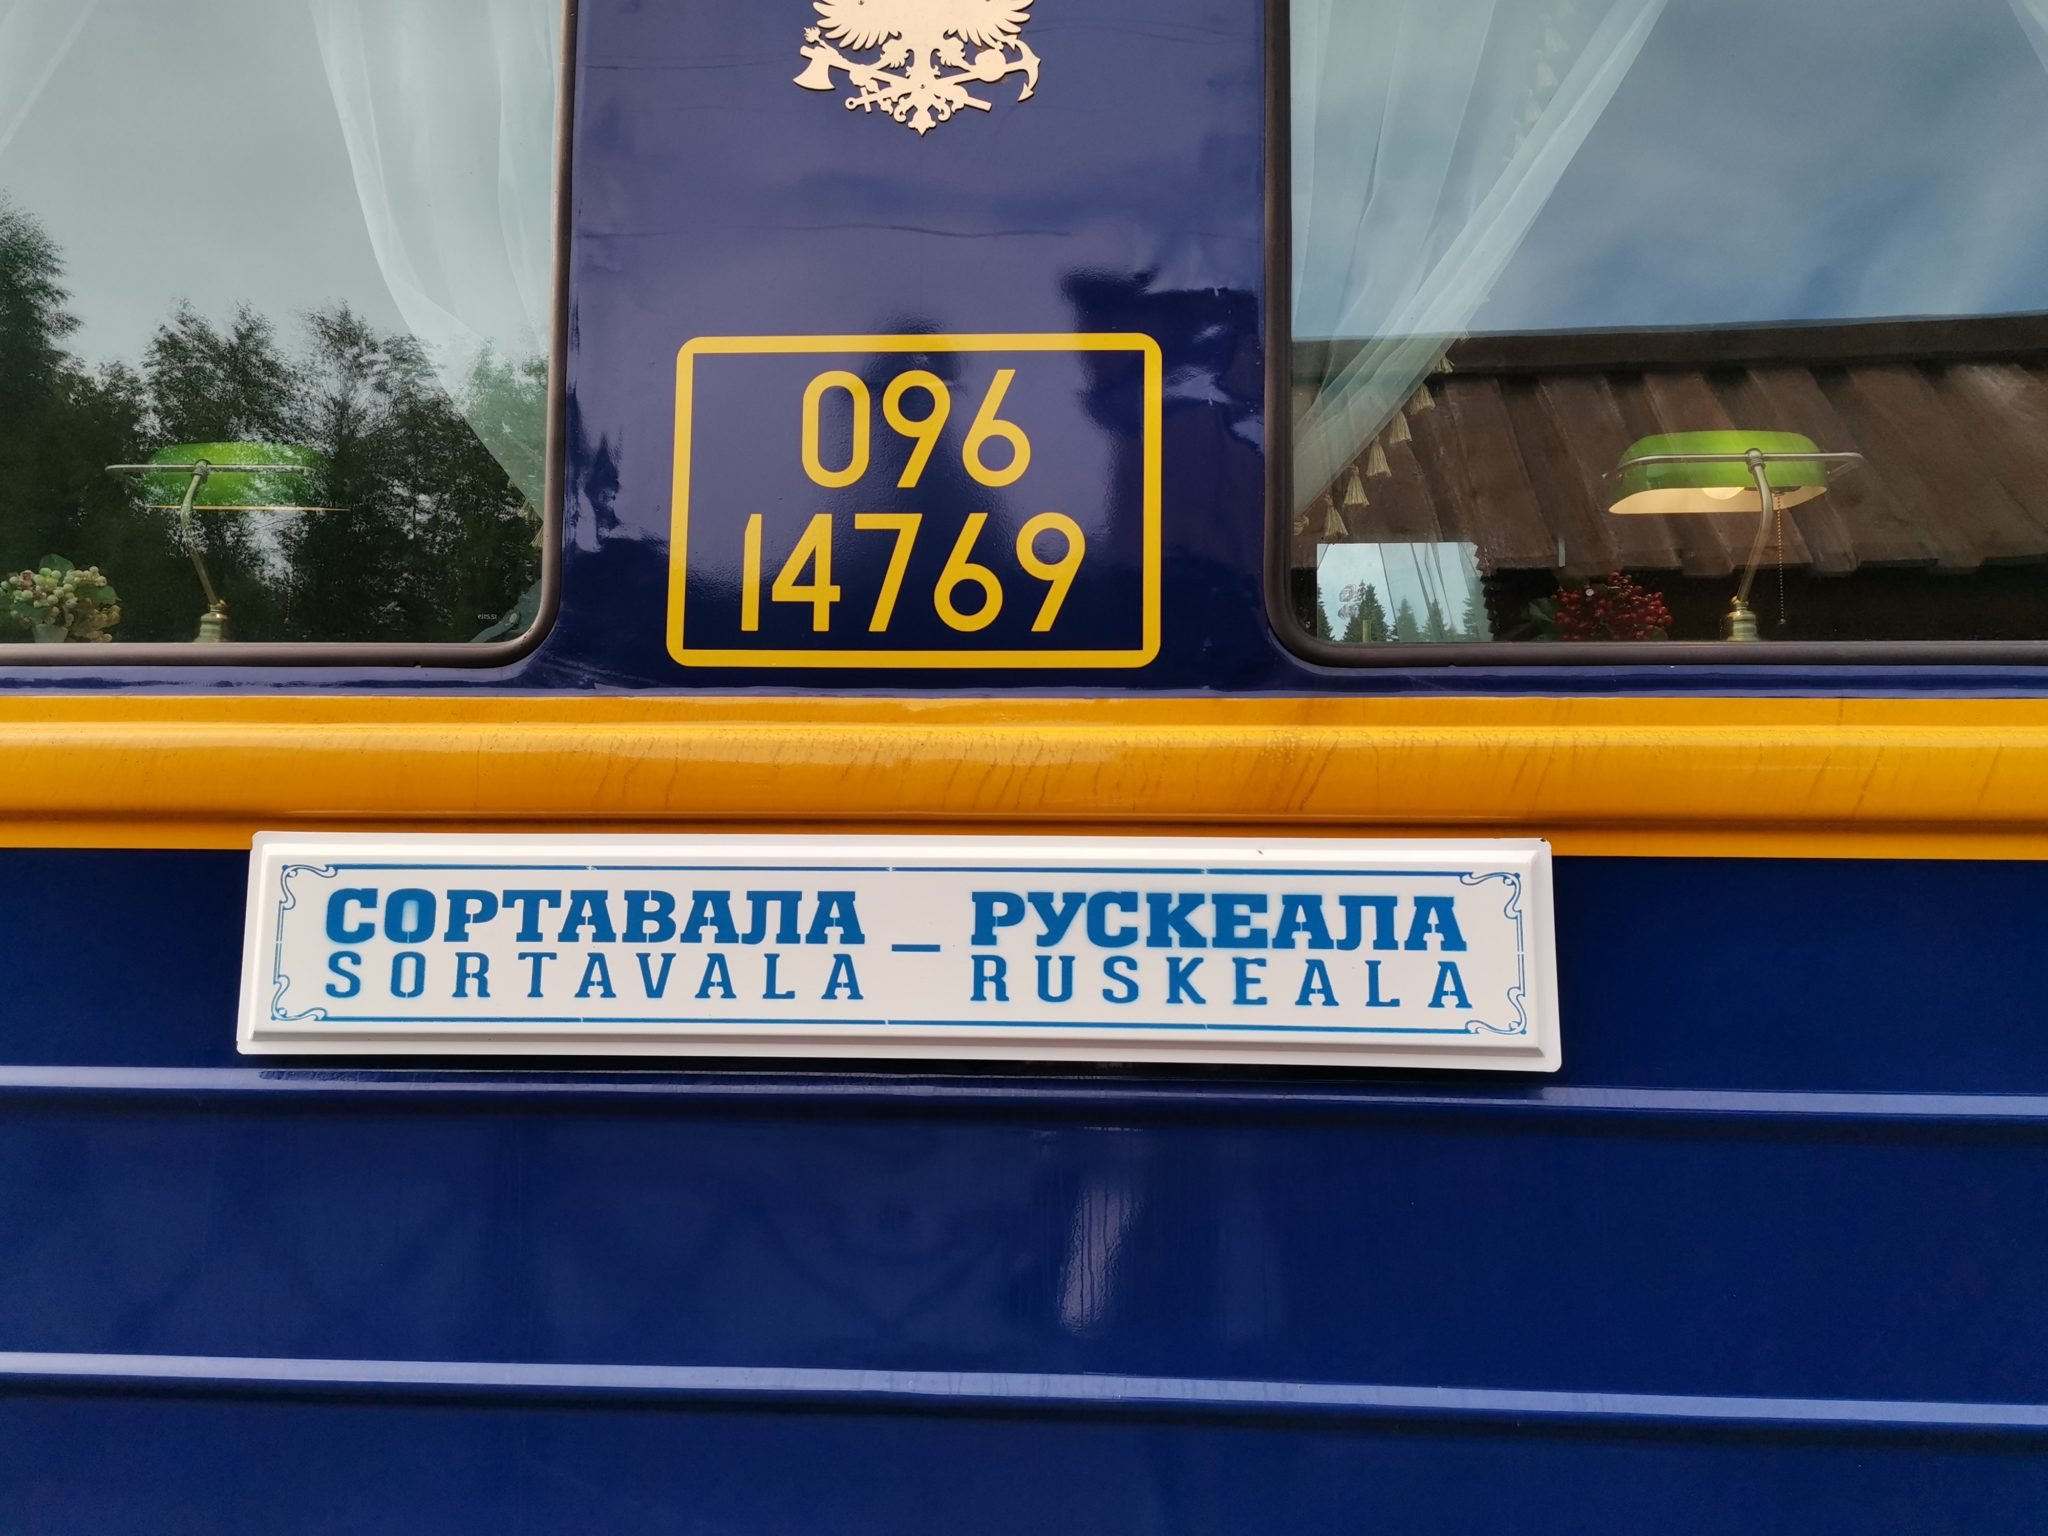 096
14769
СОРТАВАЛА – РУСКЕАЛА
SORTAVALA RUSKEALA